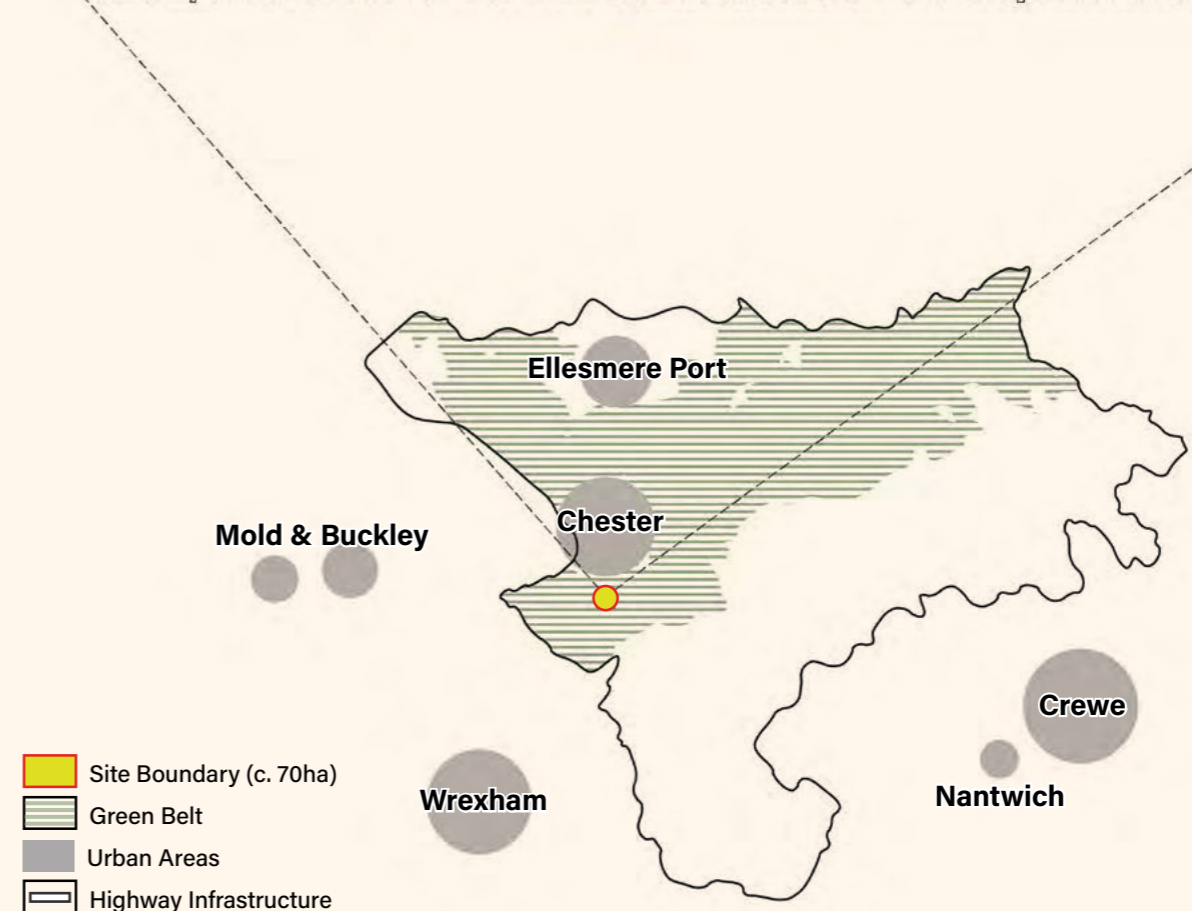 Ellesmere Port
Chester
Mold & Buckley
Crewe
Nantwich
Wrexham
Site Boundary (c. 70ha)
Green Belt
Urban Areas
Highway Infrastructure